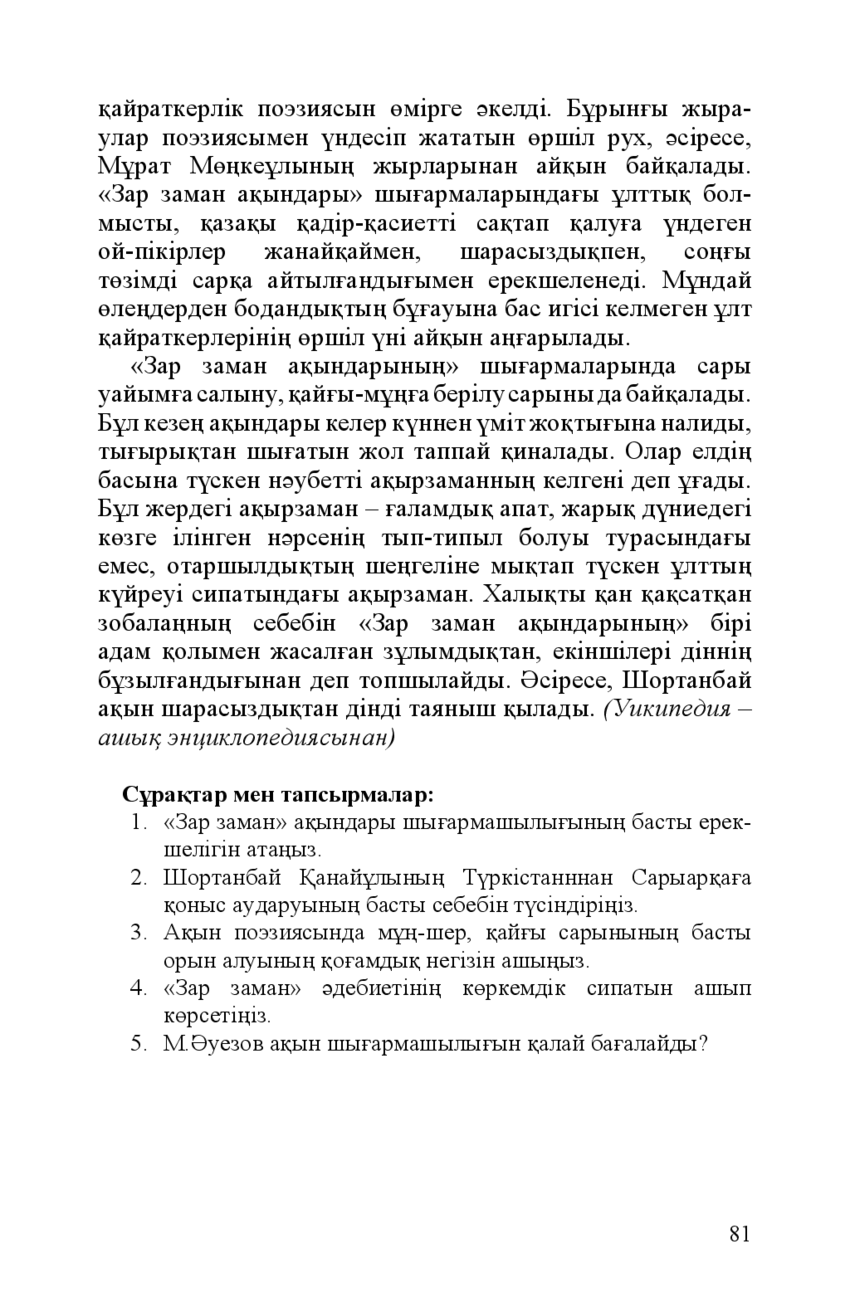 қайраткерлік поэзиясын өмірге әкелді. Бұрынғы жыра-
улар поэзиясымен үндесіп жататын өршіл рух, әсіресе,
Мұрат Мөңкеұлының жырларынан айқын байқалады.
«Зар заман ақындары» шығармаларындағы ұлттық бол-
мысты, қазақы қадір-қасиетті сақтап қалуға үндеген
ой-пікірлер жанайқаймен, шарасыздықпен, соңғы
төзімді сарқа айтылғандығымен ерекшеленеді. Мұндай
өлеңдерден бодандықтың бұғауына бас игісі келмеген ұлт
қайраткерлерінің өршіл үні айқын аңғарылады.
«Зар заман ақындарының» шығармаларында сары
уайымға салыну, қайғы-мұңға берілу сарыны да байқалады.
Бұл кезең ақындары келер күннен үміт жоқтығына налиды,
тығырықтан шығатын жол таппай қиналады. Олар елдің
басына түскен нәубетті ақырзаманның келгені деп ұғады.
Бұл жердегі ақырзаман – ғаламдық апат, жарық дүниедегі
көзге ілінген нәрсенің тып-типыл болуы турасындағы
емес, отаршылдықтың шеңгеліне мықтап түскен ұлттың
күйреуі сипатындағы ақырзаман. Халықты қан қақсатқан
зобалаңның себебін «Зар заман ақындарының» бірі
адам қолымен жасалған зұлымдықтан, екіншілері діннің
бұзылғандығынан деп топшылайды. Әсіресе, Шортанбай
ақын шарасыздықтан дінді таяныш қылады. (Уикипедия –
ашық энциклопедиясынан)
Сұрақтар мен тапсырмалар:
1. «Зар заман» ақындары шығармашылығының басты ерек-
шелігін атаңыз.
2. Шортанбай Қанайұлының Түркістанннан Сарыарқаға
қоныс аударуының басты себебін түсіндіріңіз.
3. Ақын поэзиясында мұң-шер, қайғы сарынының басты
орын алуының қоғамдық негізін ашыңыз.
4. «Зар заман» әдебиетінің көркемдік сипатын ашып
көрсетіңіз.
5. М.Әуезов ақын шығармашылығын қалай бағалайды?
81